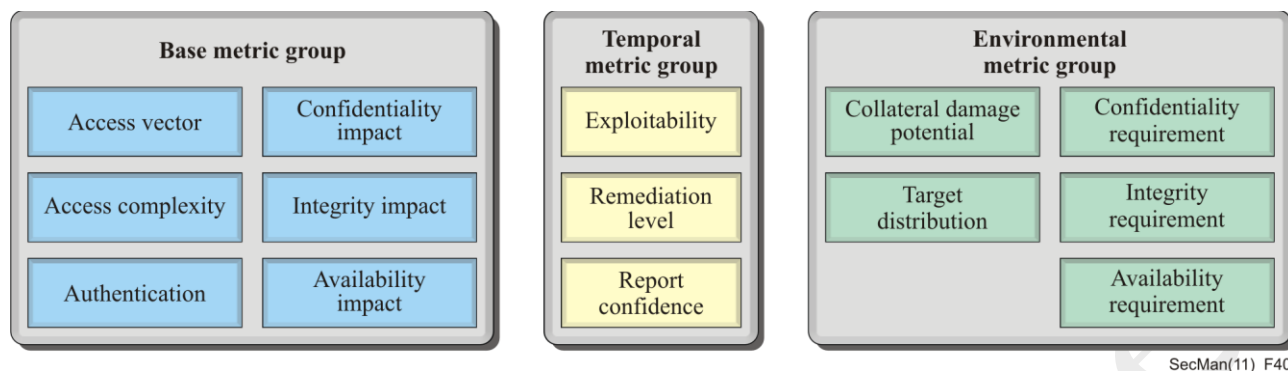 Base metric group
Access vector
Confidentiality
impact
Access complexity
Integrity impact
Authentication
Availability
impact
Temporal
metric group
Exploitability
Remediation
level
Report
confidence
Environmental
metric group
Collateral damage
potential
Confidentiality
requirement
Target
distribution
Integrity
requirement
Availability
requirement
SecMan(11)_F40